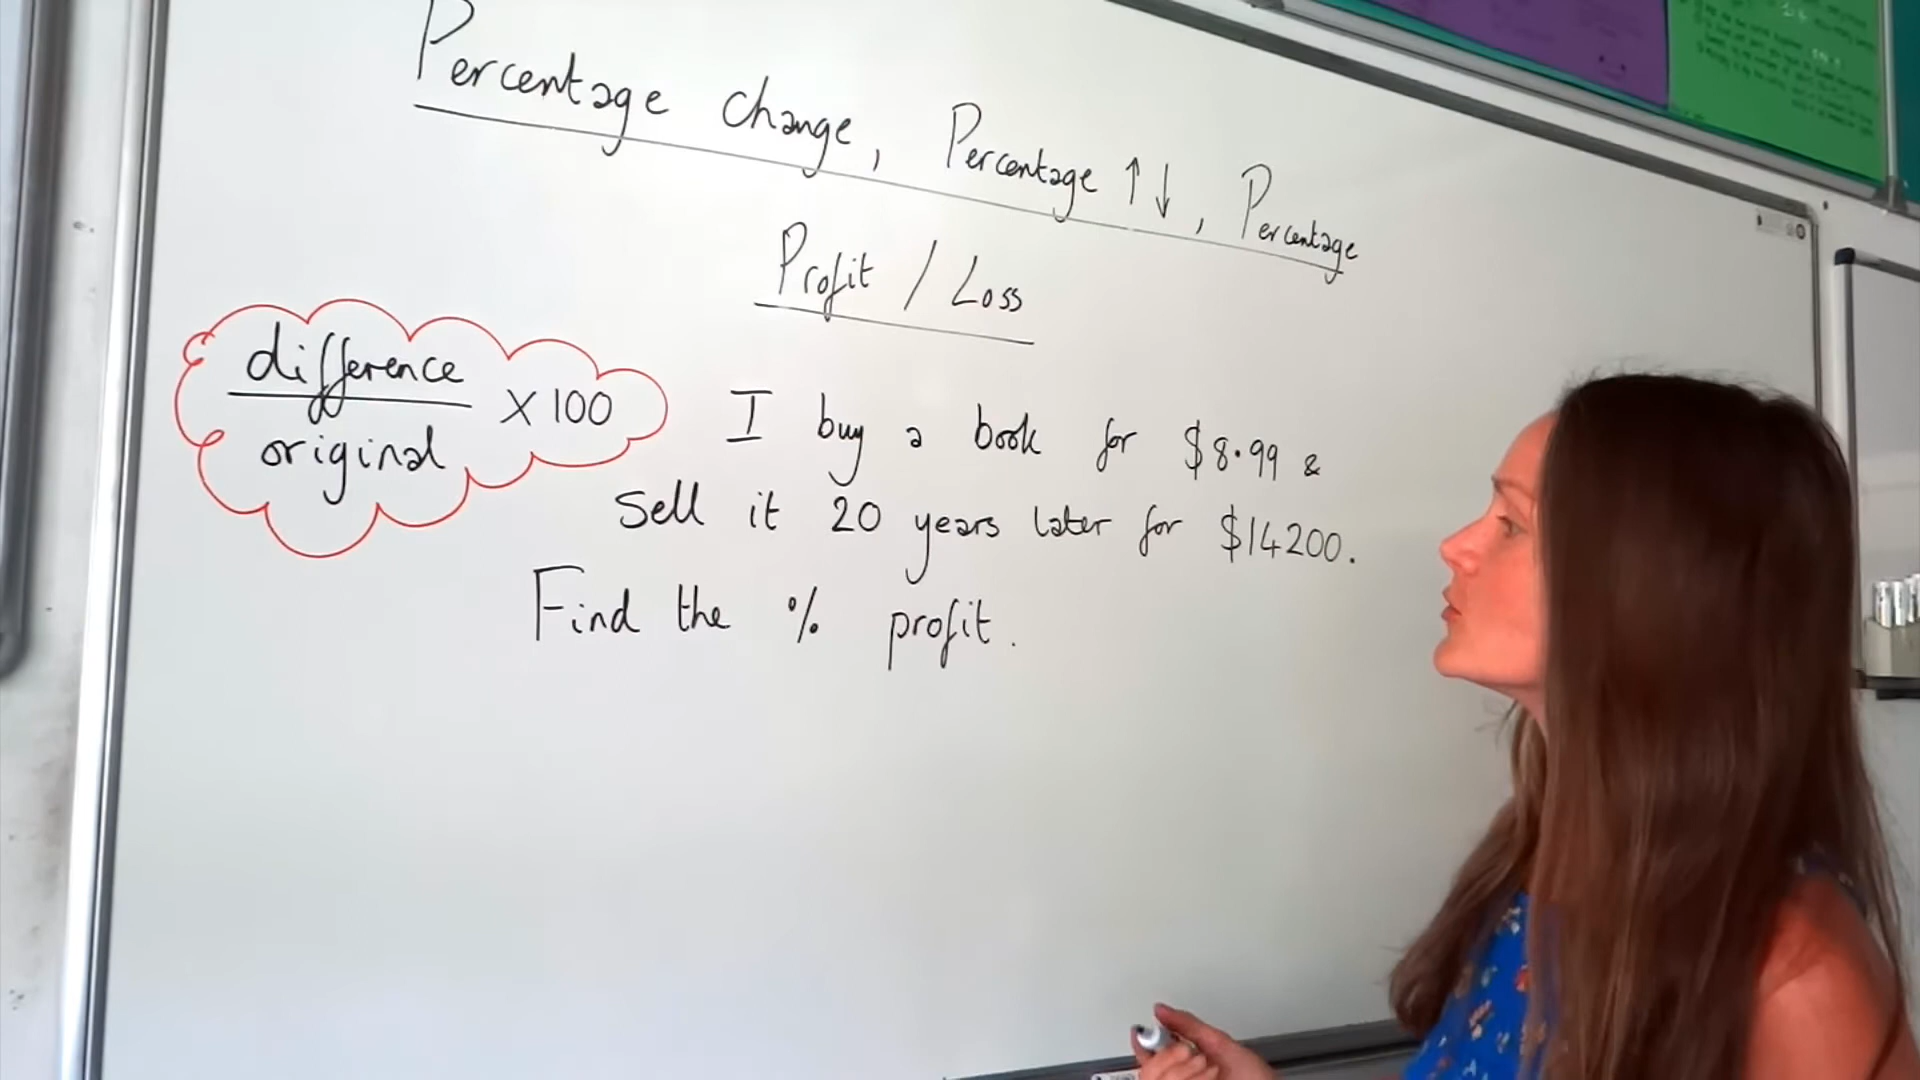 Percentage change, Percentage ↑↓, Percentage
Profit / Loss
difference
original
x 100
I buy a book for $8.99 &
sell it 20 years later for $14200.
Find the % profit.